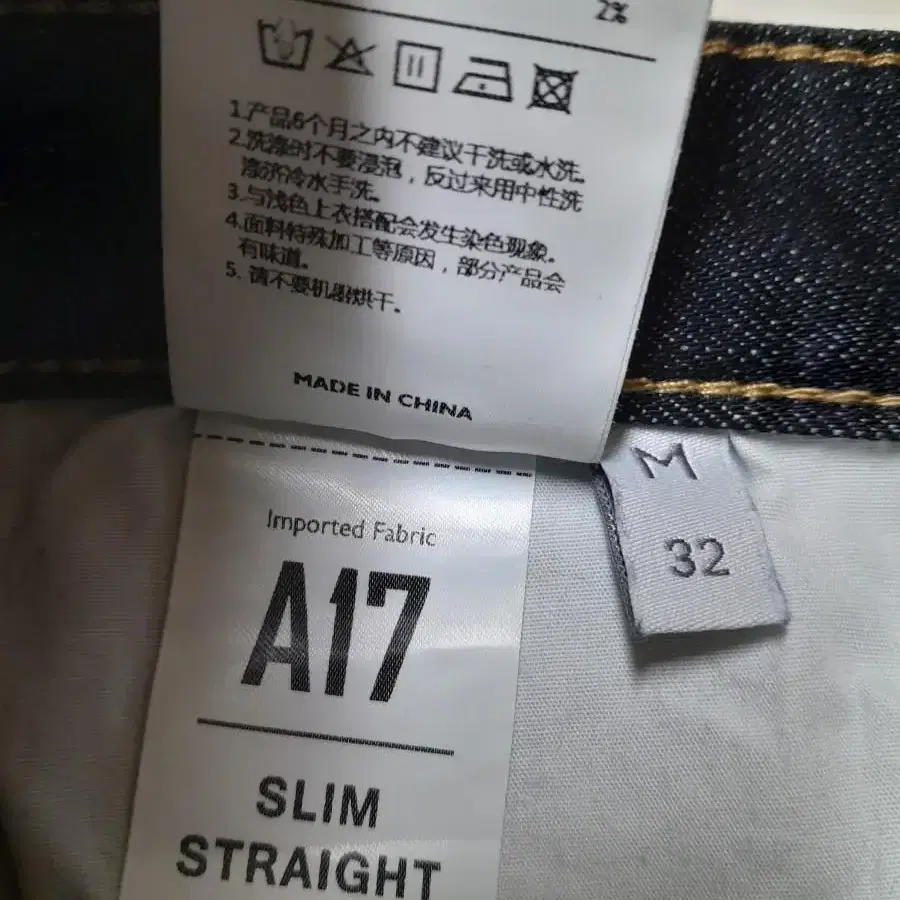 2%
1.产品6个月之内不建议干洗或水洗。
2.洗涤时不要浸泡，反过来用中性洗
涤济冷水手洗。
3.与浅色上衣搭配会发生染色现象。
4.面料特殊加工等原因，部分产品会
有味道。
5. 请不要机器烘干。
MADE IN CHINA
M
32
Imported Fabric
A17
SLIM
STRAIGHT